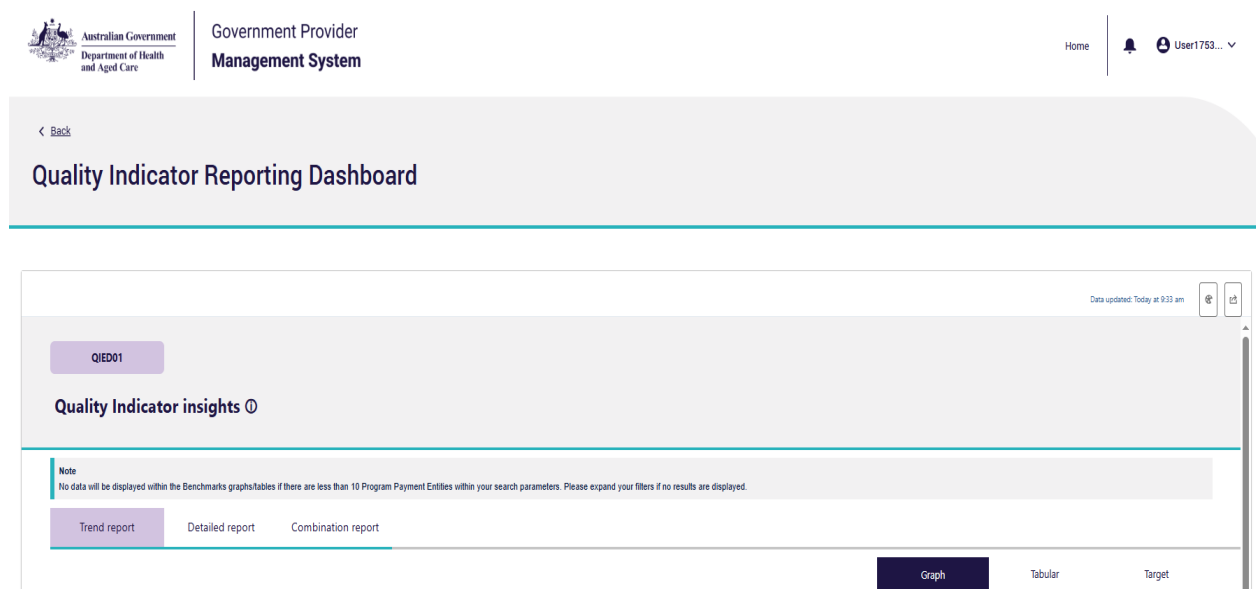 Australian Government
Department of Health
and Aged Care
Government Provider
Management System
Home
User1753...
Back
Quality Indicator Reporting Dashboard
Data updated: Today at 9:33 am
QIED01
Quality Indicator insights
Note
No data will be displayed within the Benchmarks graphs/tables if there are less than 10 Program Payment Entities within your search parameters. Please expand your filters if no results are displayed.
Trend report Detailed report Combination report
Graph Tabular Target